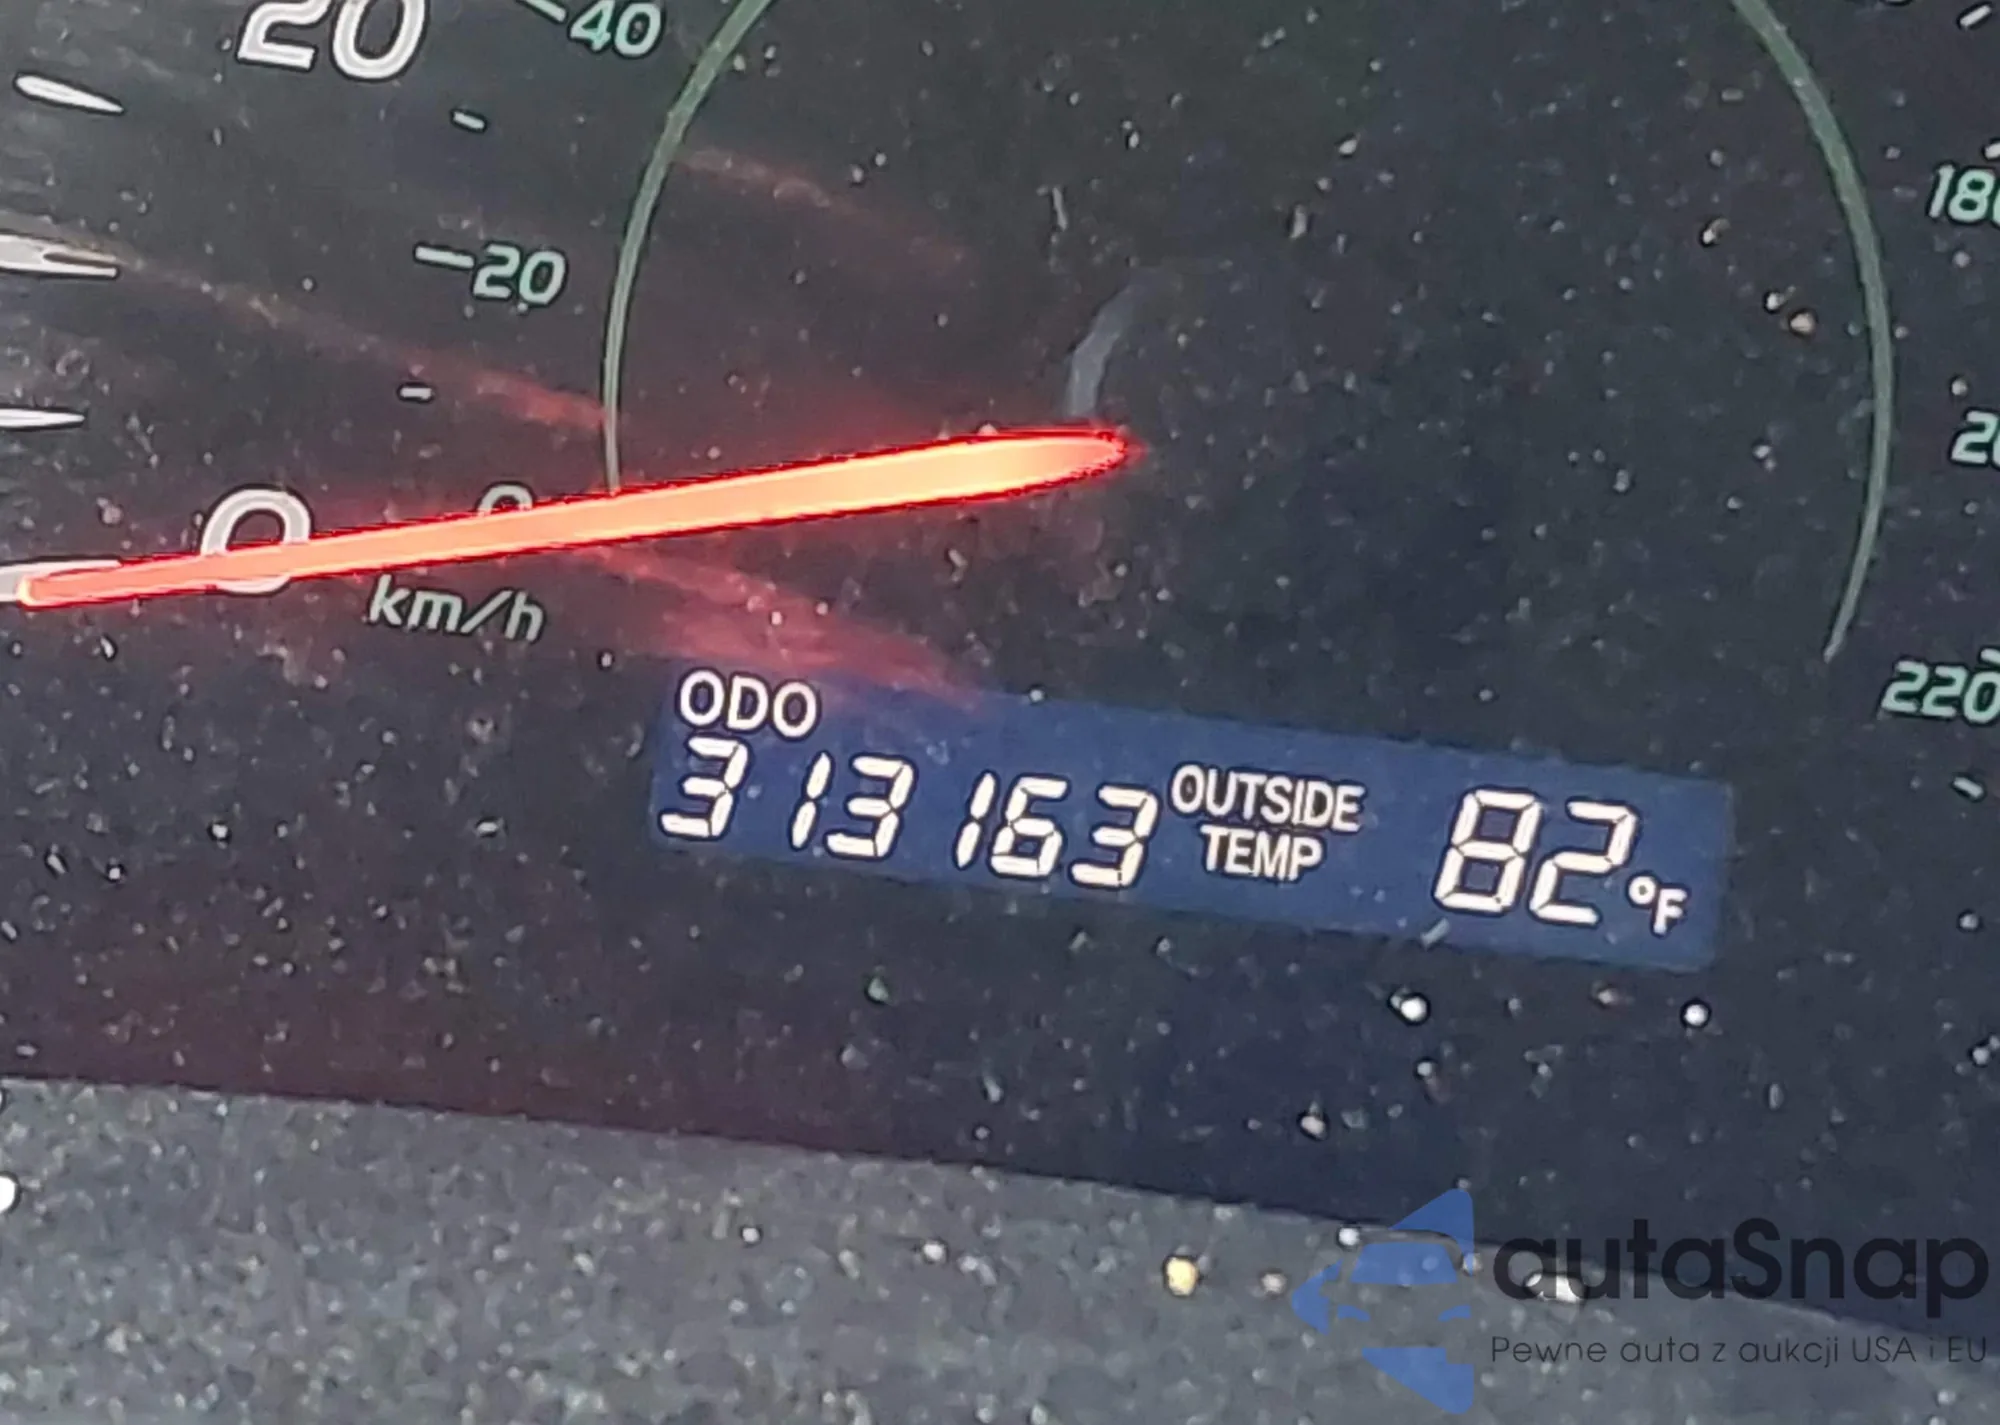 20
40
20
0
0
km/h
180
220
ODO
313163
OUTSIDE
TEMP
82°F
autaSnap
Pewne auta z aukcji USA i EU